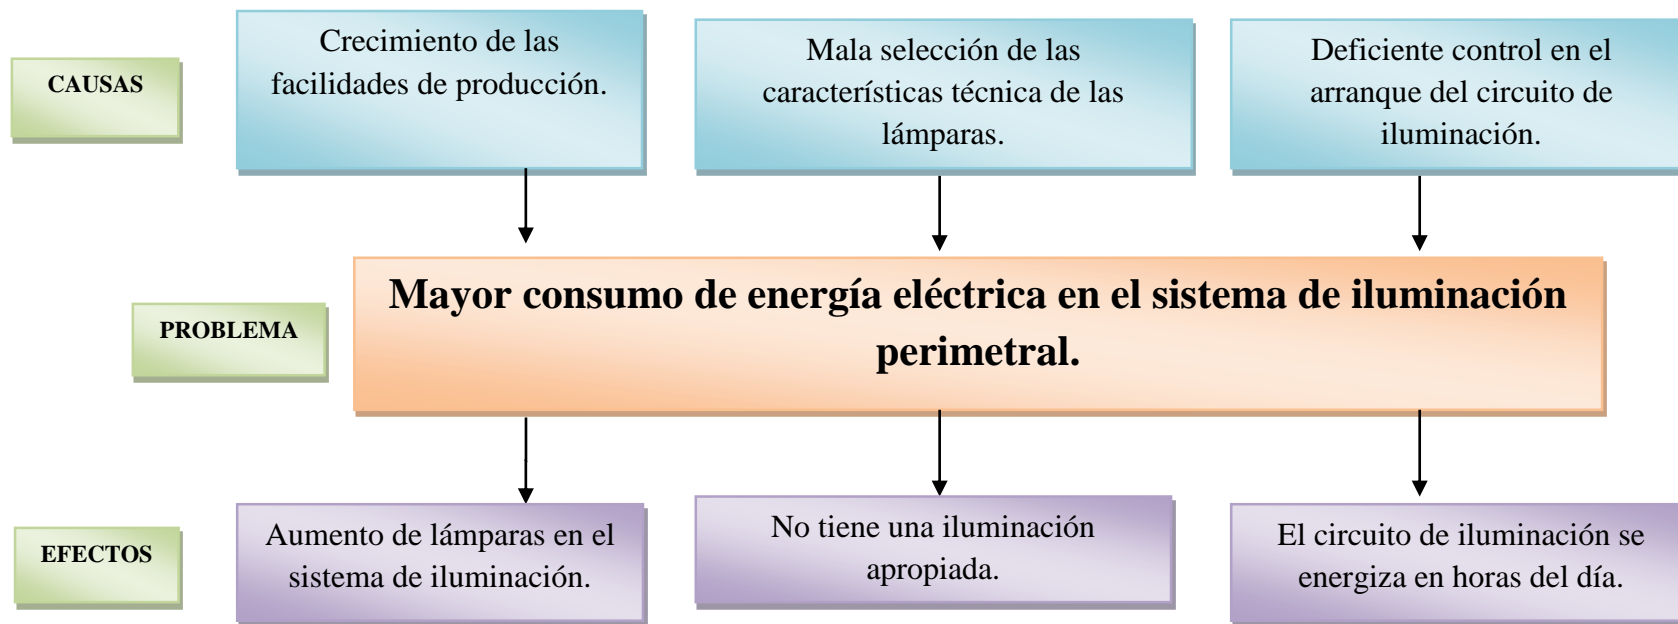 CAUSAS
Crecimiento de las
facilidades de producción.
Mala selección de las
características técnica de las
lámparas.
Deficiente control en el
arranque del circuito de
iluminación.
PROBLEMA
Mayor consumo de energía eléctrica en el sistema de iluminación
perimetral.
EFECTOS
Aumento de lámparas en el
sistema de iluminación.
No tiene una iluminación
apropiada.
El circuito de iluminación se
energiza en horas del día.